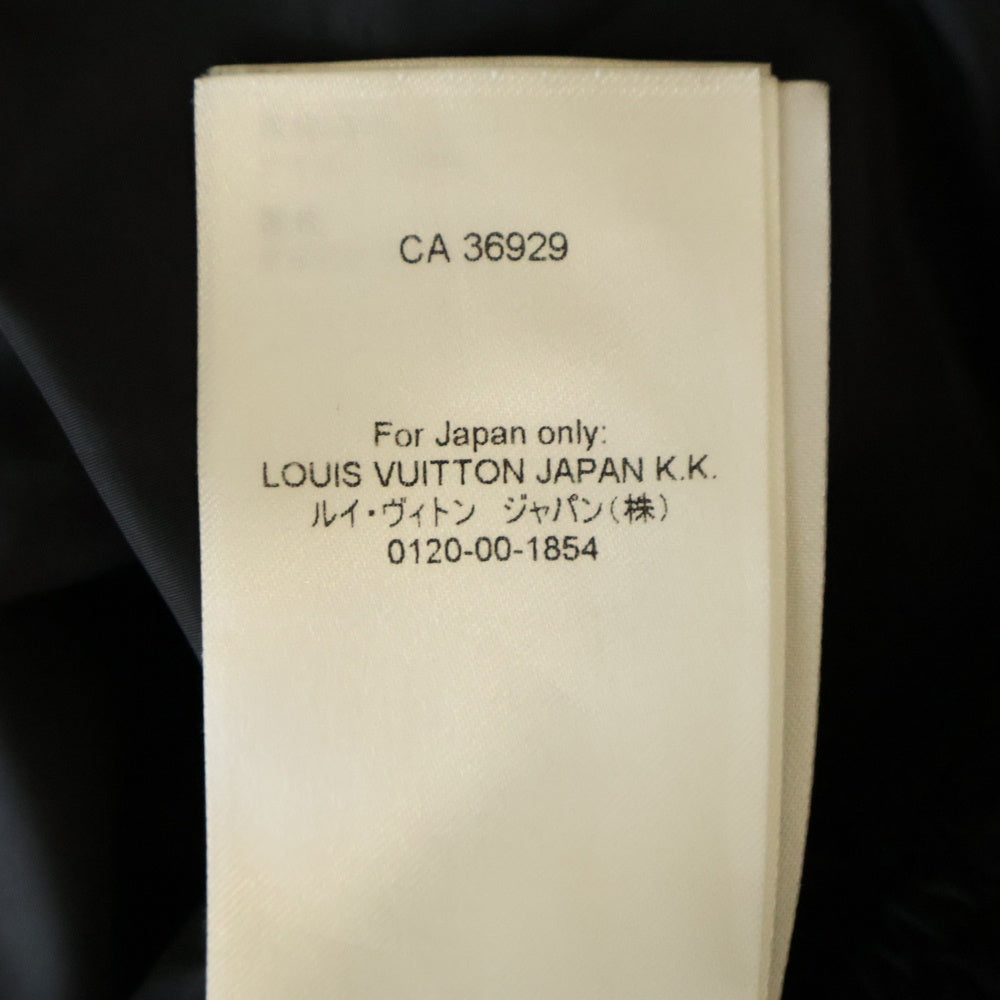 CA 36929
For Japan only:
LOUIS VUITTON JAPAN K.K.
ルイ・ヴィトン　ジャパン(株)
0120-00-1854